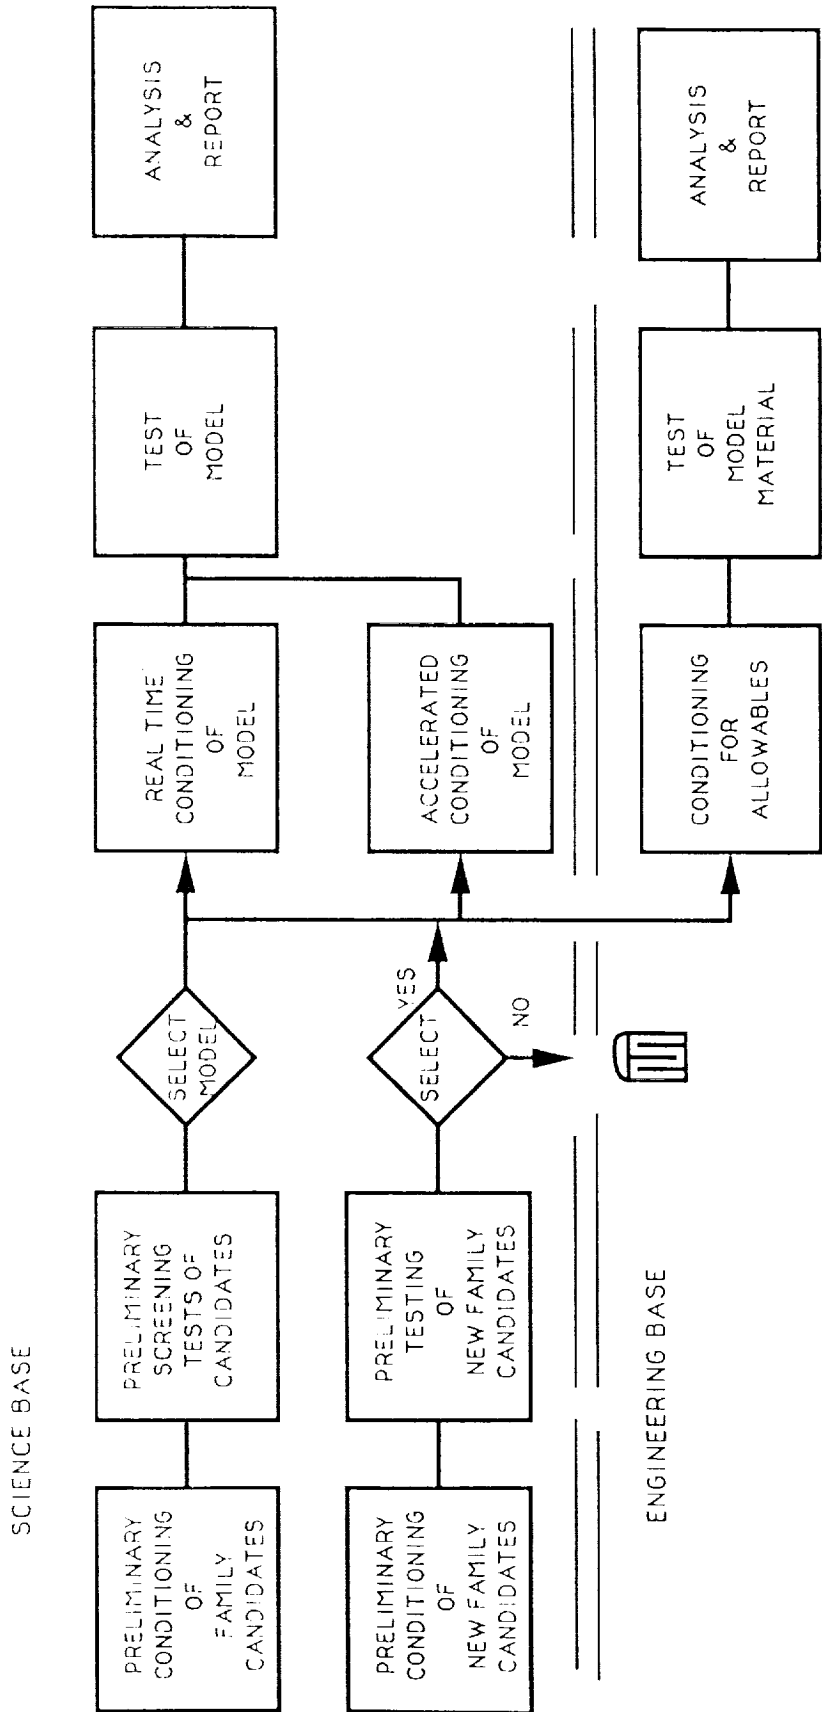 SCIENCE BASE
PRELIMINARY
CONDITIONING
OF
FAMILY
CANDIDATES
PRELIMINARY
SCREENING
TESTS OF
CANDIDATES
SELECT
MODEL
REAL TIME
CONDITIONING
OF
MODEL
TEST
OF
MODEL
ANALYSIS
&
REPORT
PRELIMINARY
CONDITIONING
OF
NEW FAMILY
CANDIDATES
PRELIMINARY
TESTING
OF
NEW FAMILY
CANDIDATES
SELECT
YES
NO
ACCELERATED
CONDITIONING
OF
MODEL
ENGINEERING BASE
CONDITIONING
FOR
ALLOWABLES
TEST
OF
MODEL
MATERIAL
ANALYSIS
&
REPORT